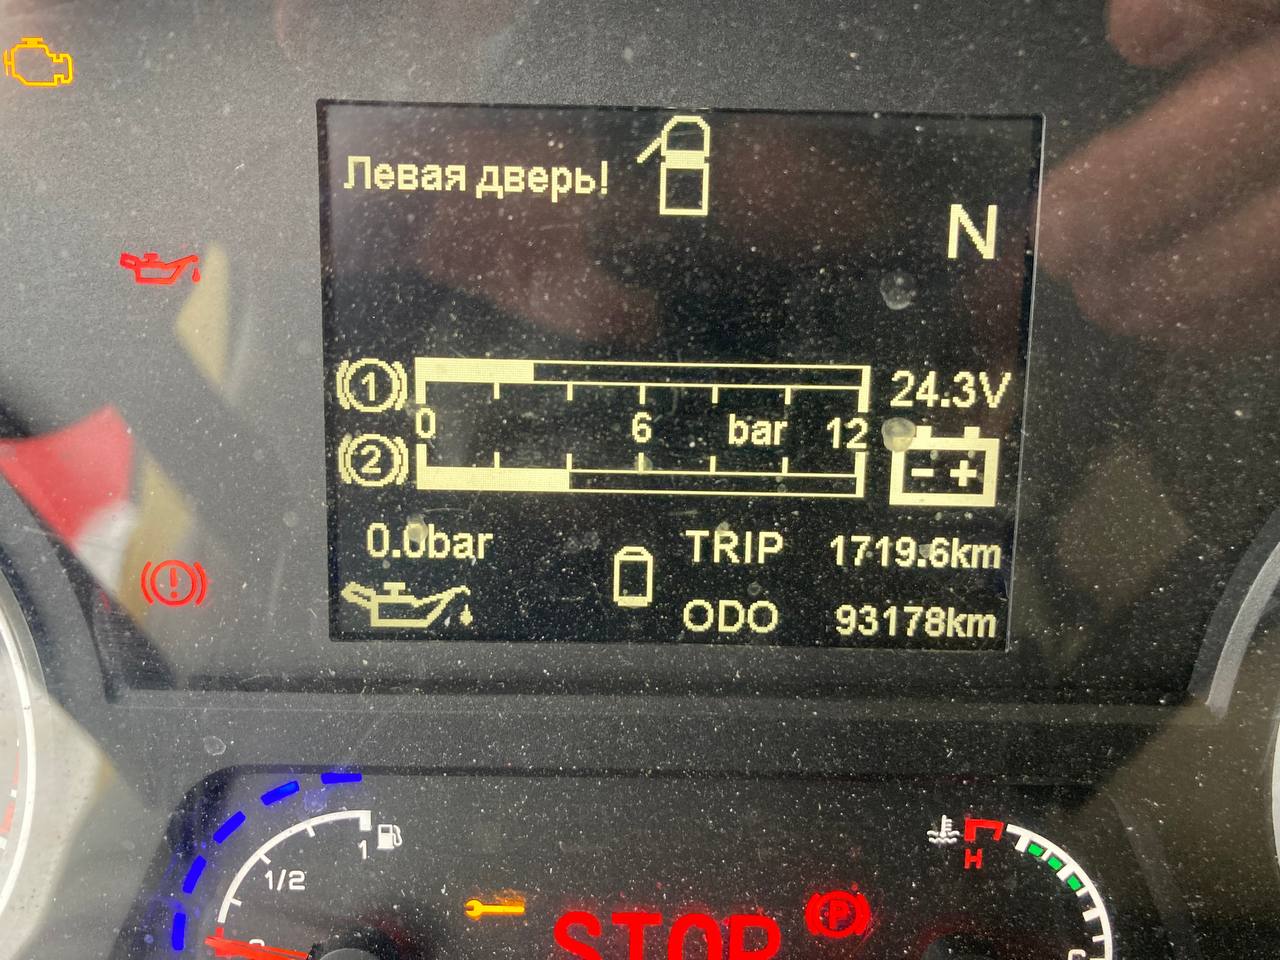 Левая дверь!
N
1
24.3V
0 6 bar 12
2
- +
0.0bar
TRIP 1719.6km
ODO 93178km
1
1/2
H
P
STOP